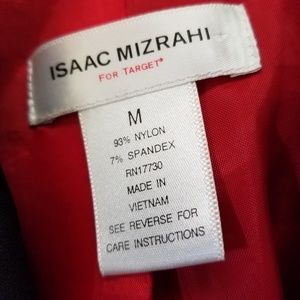 ISAAC MIZRAHI
FOR TARGET*
M
93% NYLON
7% SPANDEX
RN17730
MADE IN
VIETNAM
SEE REVERSE FOR
CARE INSTRUCTIONS